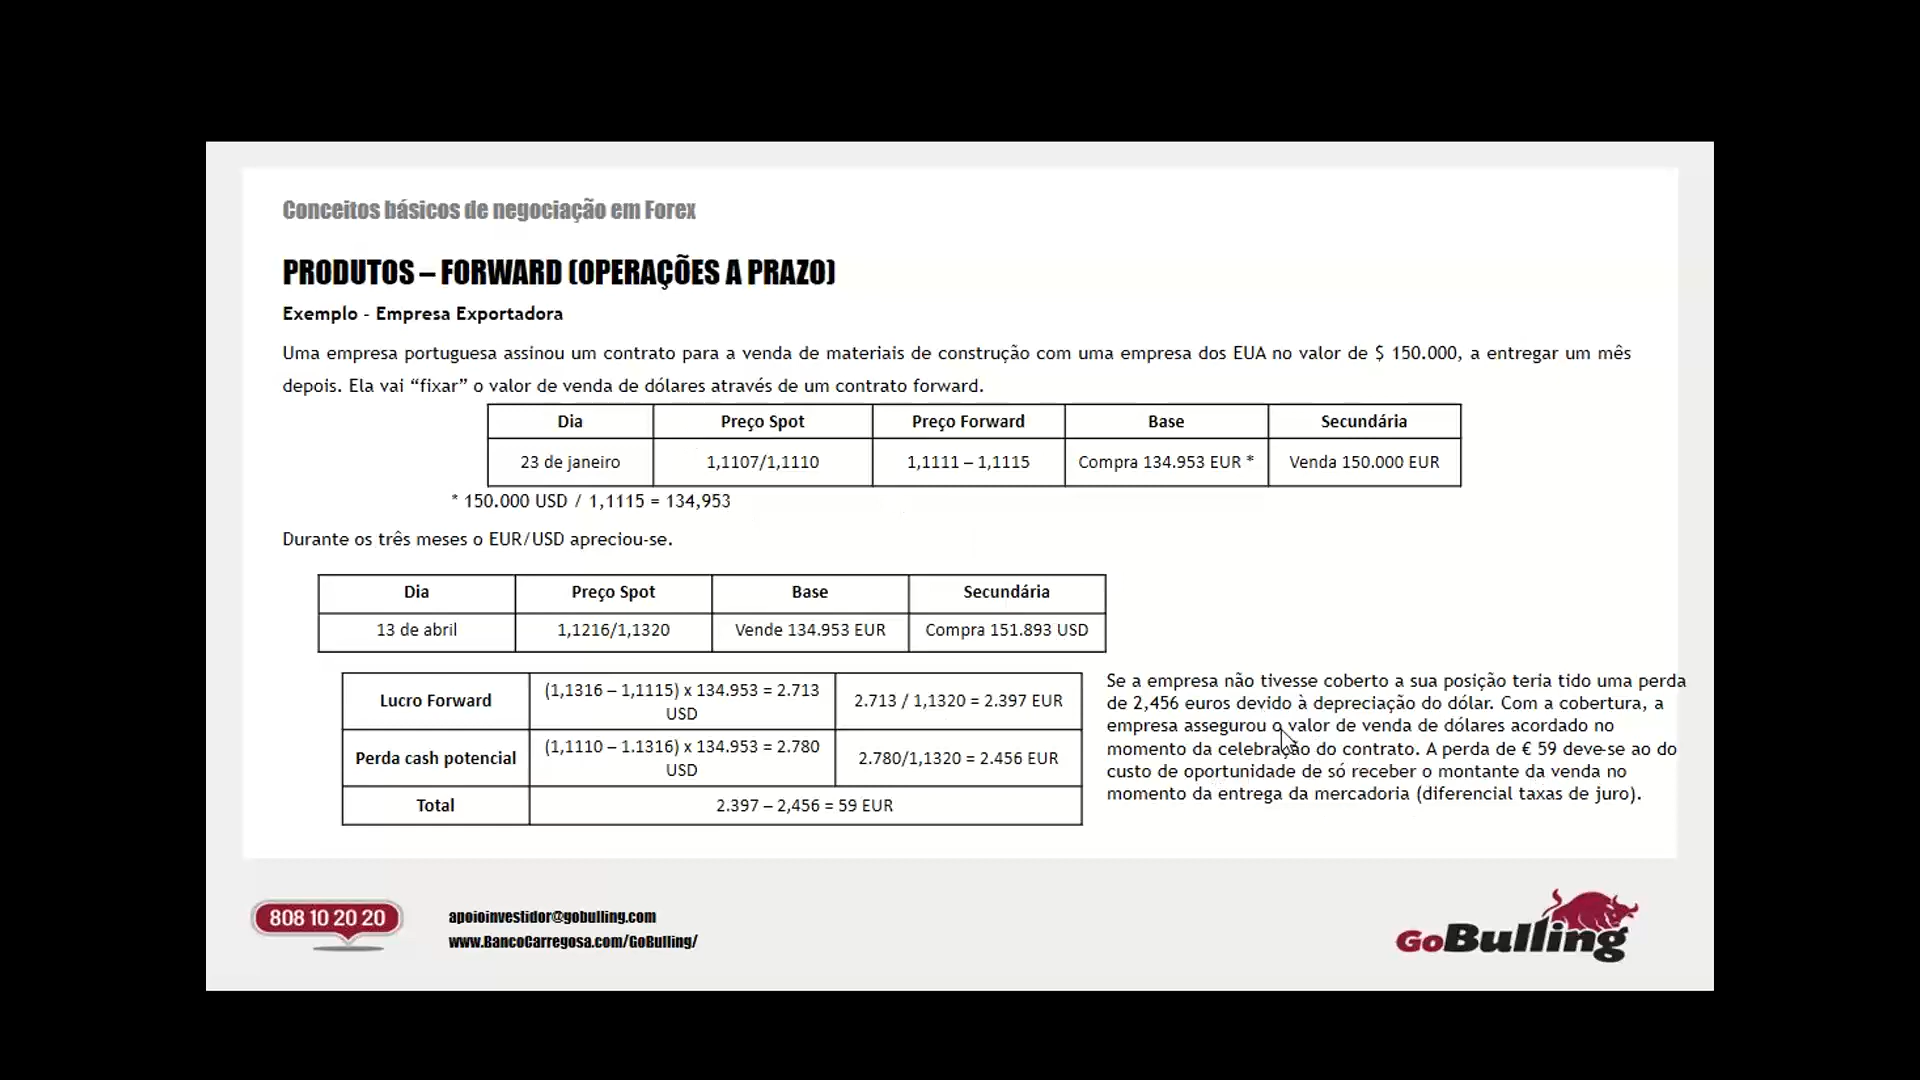 Conceitos básicos de negociação em Forex
PRODUTOS – FORWARD (OPERAÇÕES A PRAZO)
Exemplo - Empresa Exportadora
Uma empresa portuguesa assinou um contrato para a venda de materiais de construção com uma empresa dos EUA no valor de $ 150.000, a entregar um mês
depois. Ela vai “fixar” o valor de venda de dólares através de um contrato forward.
Dia Preço Spot Preço Forward Base Secundária
23 de janeiro 1,1107/1,1110 1,1111 – 1,1115 Compra 134.953 EUR * Venda 150.000 EUR
* 150.000 USD / 1,1115 = 134,953
Durante os três meses o EUR/USD apreciou-se.
Dia Preço Spot Base Secundária
13 de abril 1,1216/1,1320 Vende 134.953 EUR Compra 151.893 USD
Lucro Forward (1,1316 – 1,1115) x 134.953 = 2.713
USD 2.713 / 1,1320 = 2.397 EUR
Perda cash potencial (1,1110 – 1.1316) x 134.953 = 2.780
USD 2.780/1,1320 = 2.456 EUR
Total 2.397 – 2,456 = 59 EUR
Se a empresa não tivesse coberto a sua posição teria tido uma perda
de 2,456 euros devido à depreciação do dólar. Com a cobertura, a
empresa assegurou o valor de venda de dólares acordado no
momento da celebração do contrato. A perda de € 59 deve-se ao do
custo de oportunidade de só receber o montante da venda no
momento da entrega da mercadoria (diferencial taxas de juro).
808 10 20 20
apoioinvestidor@gobulling.com
www.BancoCarregosa.com/GoBulling/
GoBulling